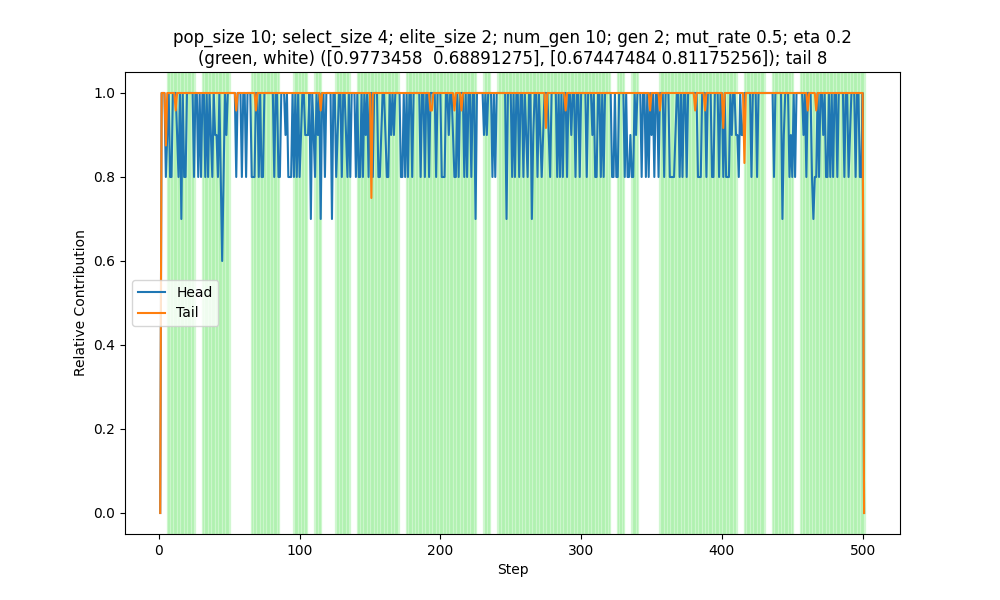 pop_size 10; select_size 4; elite_size 2; num_gen 10; gen 2; mut_rate 0.5; eta 0.2
(green, white) ([0.9773458  0.68891275], [0.67447484 0.81175256]); tail 8
1.0
0.8
0.6
0.4
0.2
0.0
Relative Contribution
Head
Tail
0
100
200
300
400
500
Step